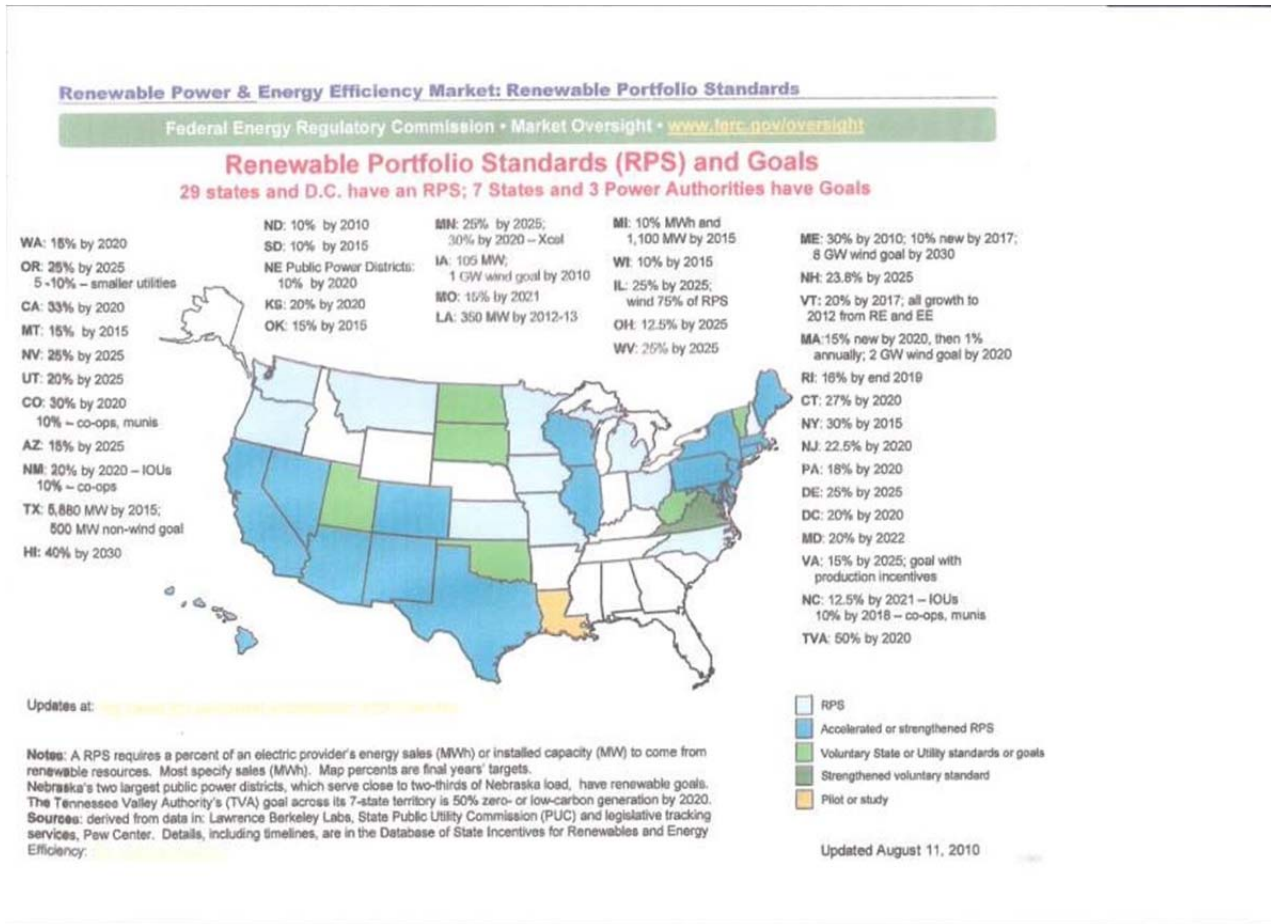 Renewable Power & Energy Efficiency Market: Renewable Portfolio Standards
Federal Energy Regulatory Commission • Market Oversight • www.ferc.gov/oversight
Renewable Portfolio Standards (RPS) and Goals
29 states and D.C. have an RPS; 7 States and 3 Power Authorities have Goals
WA: 15% by 2020
OR: 25% by 2025
5 -10% – smaller utilities
CA: 33% by 2020
MT: 15% by 2015
NV: 25% by 2025
UT: 20% by 2025
CO: 30% by 2020
10% – co-ops, munis
AZ: 15% by 2025
NM: 20% by 2020 – IOUs
10% – co-ops
TX: 5,880 MW by 2015;
500 MW non-wind goal
HI: 40% by 2030
ND: 10% by 2010
SD: 10% by 2015
NE Public Power Districts:
10% by 2020
KS: 20% by 2020
OK: 15% by 2015
MN: 25% by 2025;
30% by 2020 – Xcel
IA: 105 MW;
1 GW wind goal by 2010
MO: 15% by 2021
LA: 350 MW by 2012-13
MI: 10% MWh and
1,100 MW by 2015
WI: 10% by 2015
IL: 25% by 2025;
wind 75% of RPS
OH: 12.5% by 2025
WV: 25% by 2025
ME: 30% by 2010; 10% new by 2017;
8 GW wind goal by 2030
NH: 23.8% by 2025
VT: 20% by 2017; all growth to
2012 from RE and EE
MA:15% new by 2020, then 1%
annually; 2 GW wind goal by 2020
RI: 16% by end 2019
CT: 27% by 2020
NY: 30% by 2015
NJ: 22.5% by 2020
PA: 18% by 2020
DE: 25% by 2025
DC: 20% by 2020
MD: 20% by 2022
VA: 15% by 2025; goal with
production incentives
NC: 12.5% by 2021 – IOUs
10% by 2018 – co-ops, munis
TVA: 50% by 2020
Updates at:
RPS
Accelerated or strengthened RPS
Voluntary State or Utility standards or goals
Strengthened voluntary standard
Pilot or study
Notes: A RPS requires a percent of an electric provider's energy sales (MWh) or installed capacity (MW) to come from
renewable resources. Most specify sales (MWh). Map percents are final years' targets.
Nebraska's two largest public power districts, which serve close to two-thirds of Nebraska load, have renewable goals.
The Tennessee Valley Authority's (TVA) goal across its 7-state territory is 50% zero- or low-carbon generation by 2020.
Sources: derived from data in: Lawrence Berkeley Labs, State Public Utility Commission (PUC) and legislative tracking
services, Pew Center. Details, including timelines, are in the Database of State Incentives for Renewables and Energy
Efficiency:
Updated August 11, 2010